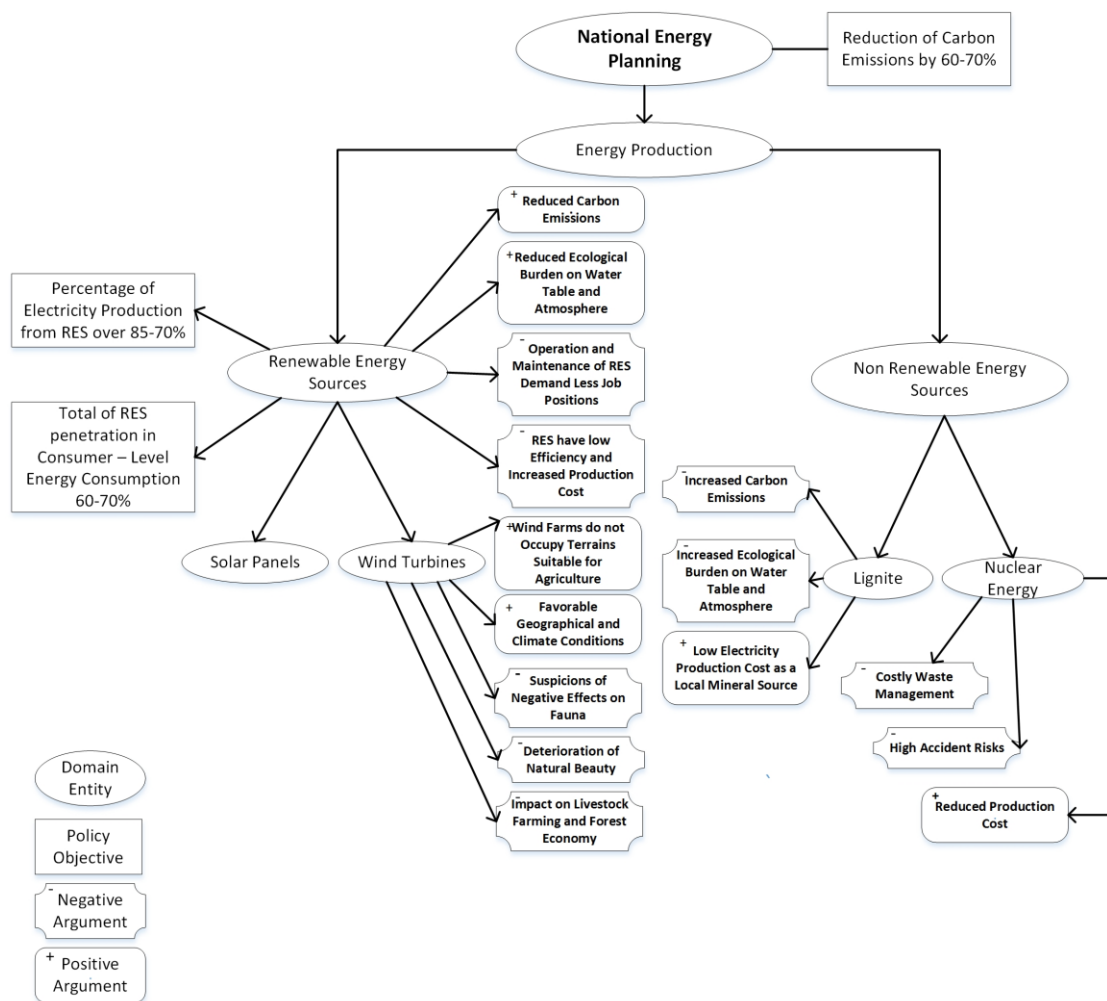 National Energy
Planning
Reduction of Carbon
Emissions by 60-70%
Energy Production
+ Reduced Carbon
Emissions
+ Reduced Ecological
Burden on Water
Table and
Atmosphere
Percentage of
Electricity Production
from RES over 85-70%
Renewable Energy
Sources
- Operation and
Maintenance of RES
Demand Less Job
Positions
Non Renewable Energy
Sources
Total of RES
penetration in
Consumer – Level
Energy Consumption
60-70%
- RES have low
Efficiency and
Increased Production
Cost
- Increased Carbon
Emissions
Solar Panels
Wind Turbines
+ Wind Farms do not
Occupy Terrains
Suitable for
Agriculture
- Increased Ecological
Burden on Water
Table and
Atmosphere
Lignite
Nuclear
Energy
+ Favorable
Geographical and
Climate Conditions
+ Low Electricity
Production Cost as a
Local Mineral Source
- Suspicions of
Negative Effects on
Fauna
- Costly Waste
Management
- Deterioration of
Natural Beauty
- High Accident Risks
- Impact on Livestock
Farming and Forest
Economy
+ Reduced Production
Cost
Domain
Entity
Policy
Objective
- Negative
Argument
+ Positive
Argument